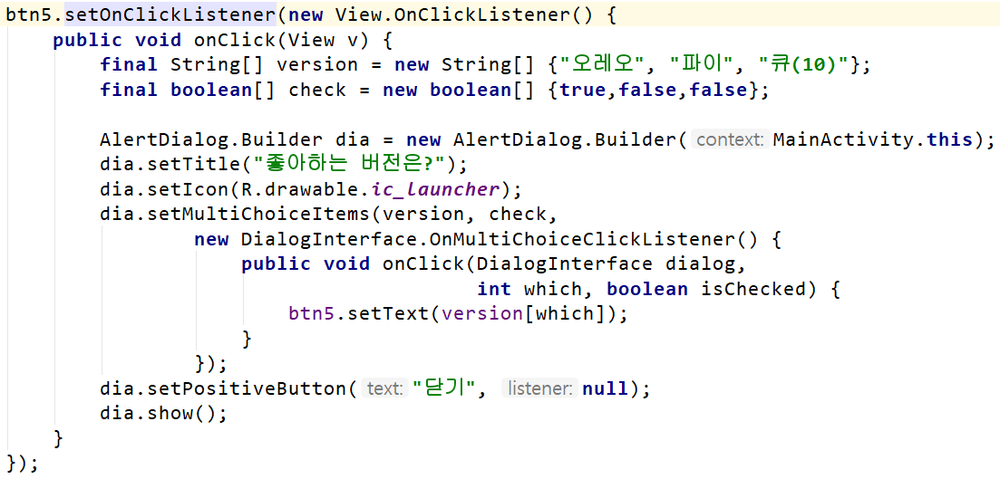 btn5.setOnClickListener(new View.OnClickListener() {
    public void onClick(View v) {
        final String[] version = new String[] {"오레오", "파이", "큐(10)"};
        final boolean[] check = new boolean[] {true,false,false};

        AlertDialog.Builder dia = new AlertDialog.Builder( context: MainActivity.this);
        dia.setTitle("좋아하는 버전은?");
        dia.setIcon(R.drawable.ic_launcher);
        dia.setMultiChoiceItems(version, check,
                new DialogInterface.OnMultiChoiceClickListener() {
                    public void onClick(DialogInterface dialog,
                                        int which, boolean isChecked) {
                        btn5.setText(version[which]);
                    }
                });
        dia.setPositiveButton( text: "닫기", listener: null);
        dia.show();
    }
});